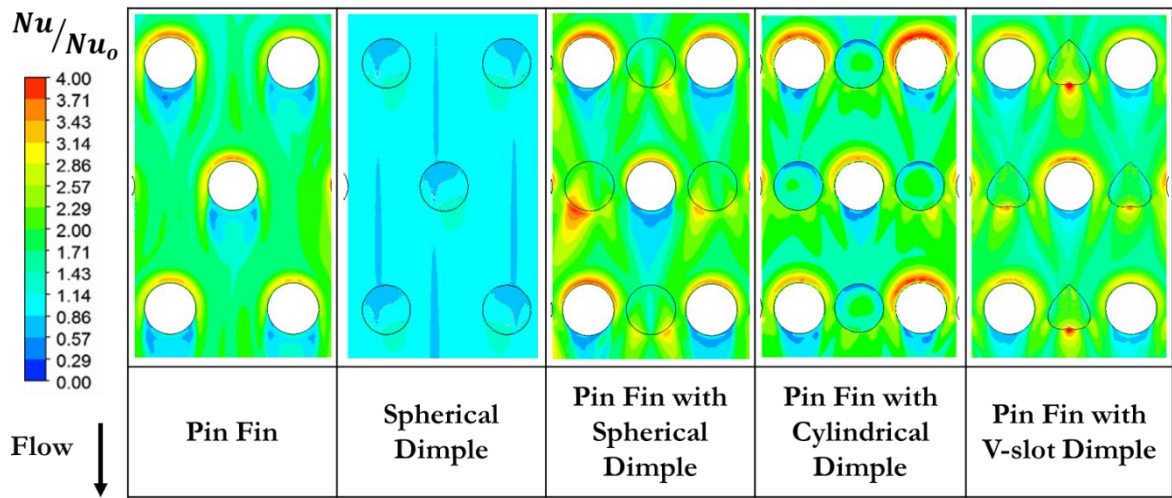 Nu/Nuₒ
4.00
3.71
3.43
3.14
2.86
2.57
2.29
2.00
1.71
1.43
1.14
0.86
0.57
0.29
0.00
Flow
Pin Fin
Spherical
Dimple
Pin Fin with
Spherical
Dimple
Pin Fin with
Cylindrical
Dimple
Pin Fin with
V-slot Dimple